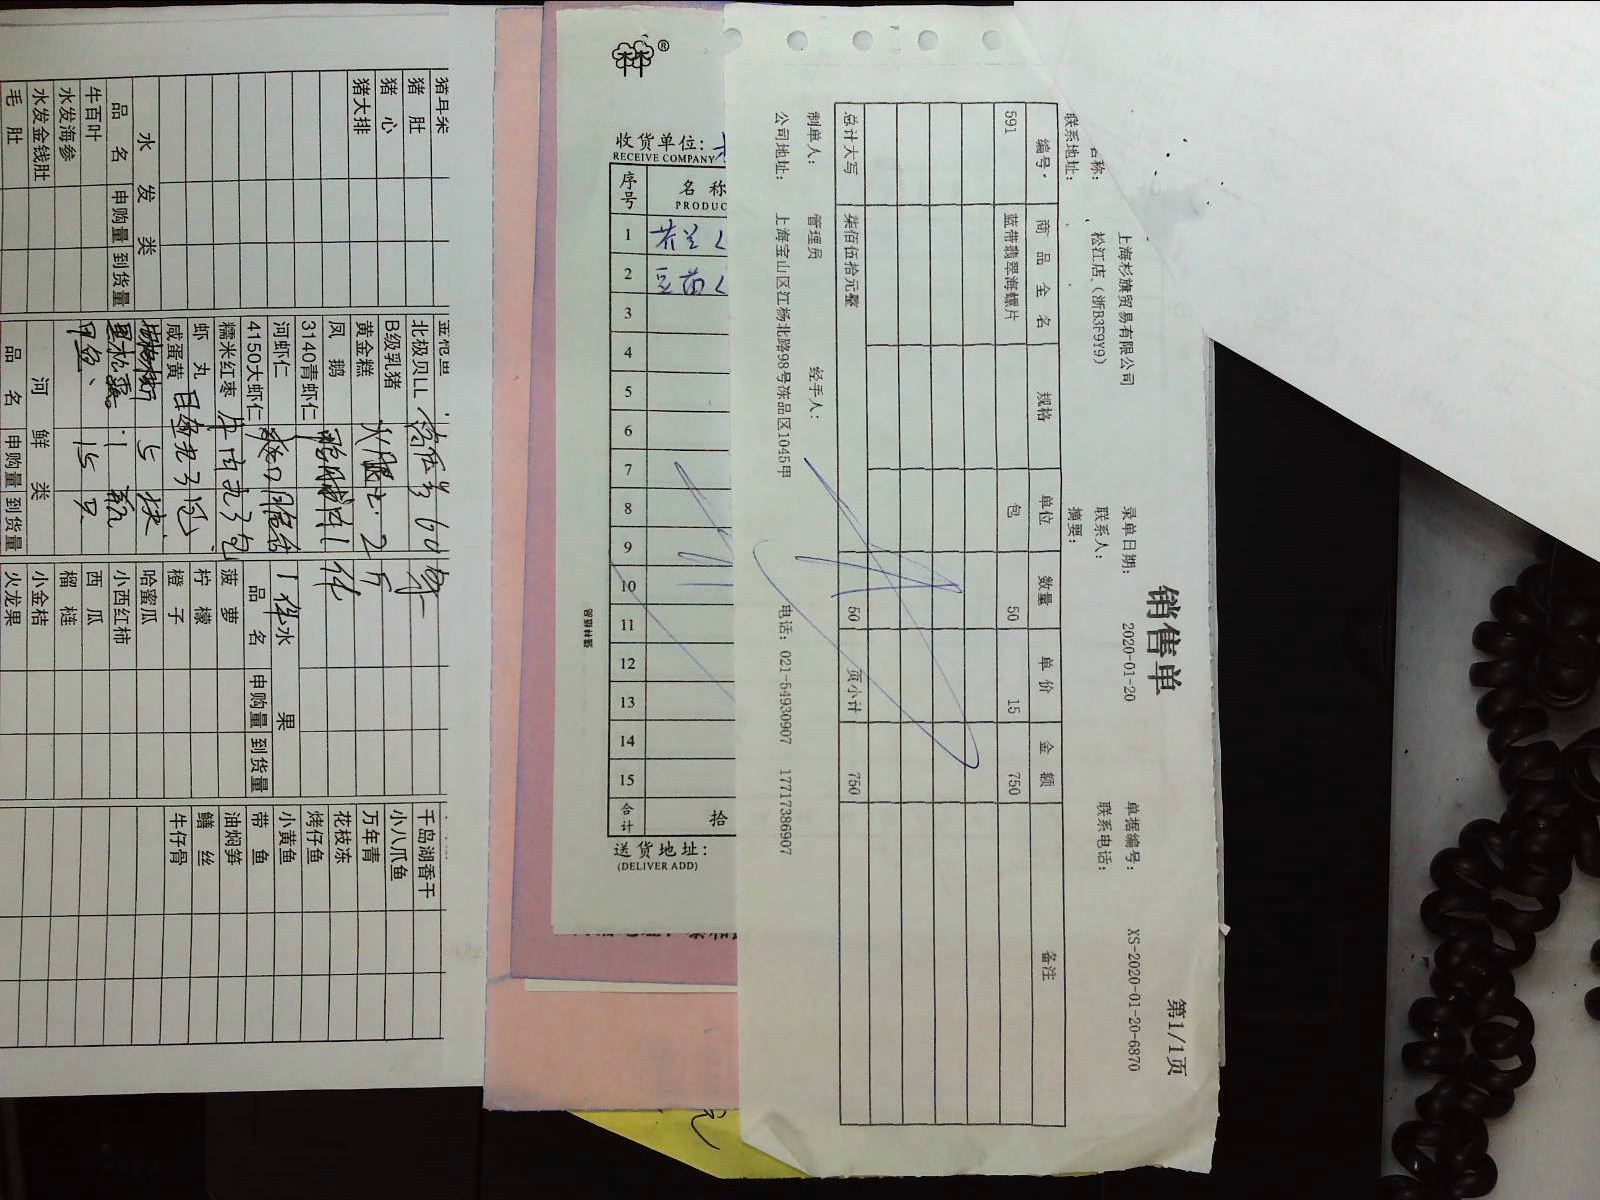 销售单
第1/1页
上海杉旗贸易有限公司
录单日期: 2020-01-20
单据编号: XS-2020-01-20-6870
松江店（浙B3F9Y9）
联系人:
联系电话:
联系地址:
摘要:
编号 商品全名 规格 单位 数量 单价 金额 备注
591 蓝带翡翠海螺片 包 50 15 750
总计大写 柒佰伍拾元整 50 页小计 750
制单人: 管理员 经手人:
公司地址: 上海宝山区江杨北路98号冻品区1045甲 电话: 021-54930907 17717386907
®
收货单位:
RECEIVE COMPANY
序号 名称
PRODUC
1
2 豆苗
3
4
5
6
7
8
9
10
11
12
13
14
15
合计
送货地址:
(DELIVER ADD)
猪肚
猪心
猪大排
水发类
品名 申购量 到货量
牛百叶
水发海参
水发金钱肚
毛肚
北极贝LL
B级乳猪
黄金糕
凤鹅
3140青虾仁
河虾仁
4150大虾仁
糯米红枣
虾丸
咸蛋黄
甲鱼、 15 只
河鲜类
品名 申购量 到货量
水果
品名 申购量 到货量
菠萝
柠檬
橙子
哈蜜瓜
小西红柿
西瓜
榴梿
小金桔
火龙果
千岛湖香干
小八爪鱼
万年青
花枝冻
烤仔鱼
小黄鱼
带鱼
油焖笋
鳝丝
牛仔骨